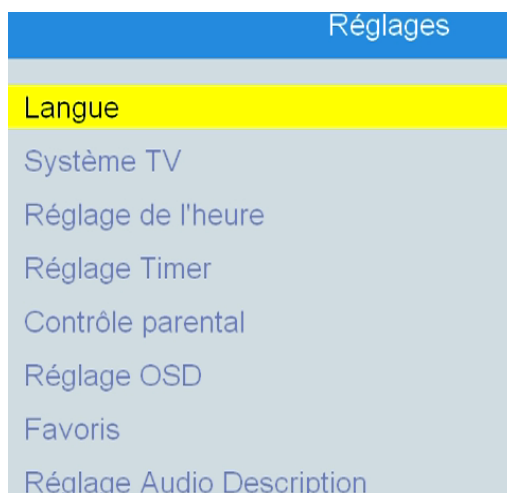 Réglages
Langue
Système TV
Réglage de l'heure
Réglage Timer
Contrôle parental
Réglage OSD
Favoris
Réglage Audio Description